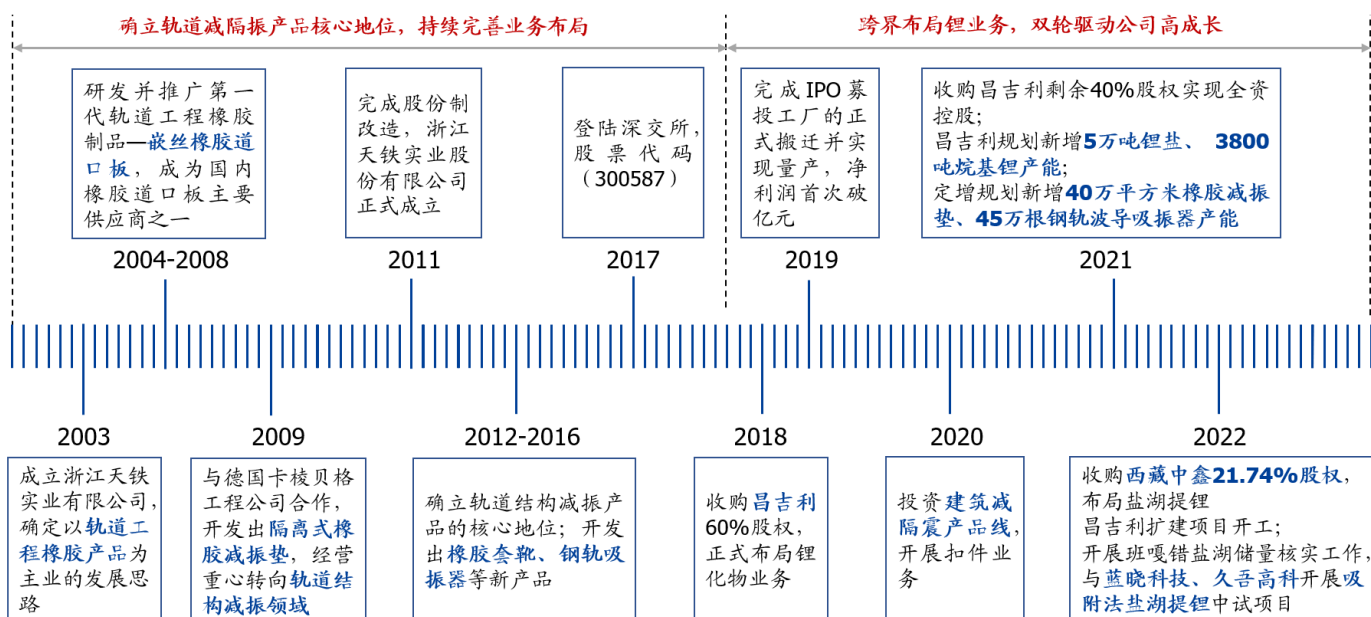 确立轨道减隔振产品核心地位，持续完善业务布局
跨界布局锂业务，双轮驱动公司高成长
研发并推广第一
代轨道工程橡胶
制品—嵌丝橡胶道
口板，成为国内
橡胶道口板主要
供应商之一
2004-2008
完成股份制
改造，浙江
天铁实业股
份有限公司
正式成立
2011
登陆深交所，
股票代码
（300587）
2017
完成IPO募
投工厂的正
式搬迁并实
现量产，净
利润首次破
亿元
2019
收购昌吉利剩余40%股权实现全资
控股；
昌吉利规划新增5万吨锂盐、3800
吨烷基锂产能；
定增规划新增40万平方米橡胶减振
垫、45万根钢轨波导吸振器产能
2021
2003
成立浙江天铁
实业有限公司，
确定以轨道工
程橡胶产品为
主业的发展思
路
2009
与德国卡棱贝格
工程公司合作，
开发出隔离式橡
胶减振垫，经营
重心转向轨道结
构减振领域
2012-2016
确立轨道结构减振产
品的核心地位；开发
出橡胶套靴、钢轨吸
振器等新产品
2018
收购昌吉利
60%股权，
正式布局锂
化物业务
2020
投资建筑减
隔震产品线，
开展扣件业
务
2022
收购西藏中鑫21.74%股权，
布局盐湖提锂
昌吉利扩建项目开工；
开展班嘎错盐湖储量核实工作，
与蓝晓科技、久吾高科开展吸
附法盐湖提锂中试项目